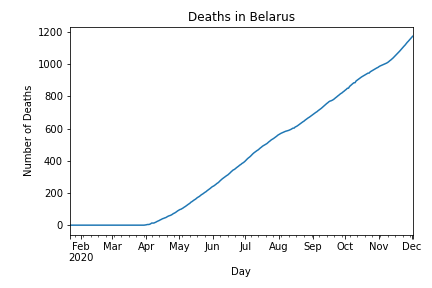 Deaths in Belarus
1200
1000
800
600
400
200
0
Number of Deaths
Feb Mar Apr May Jun Jul Aug Sep Oct Nov Dec
2020
Day